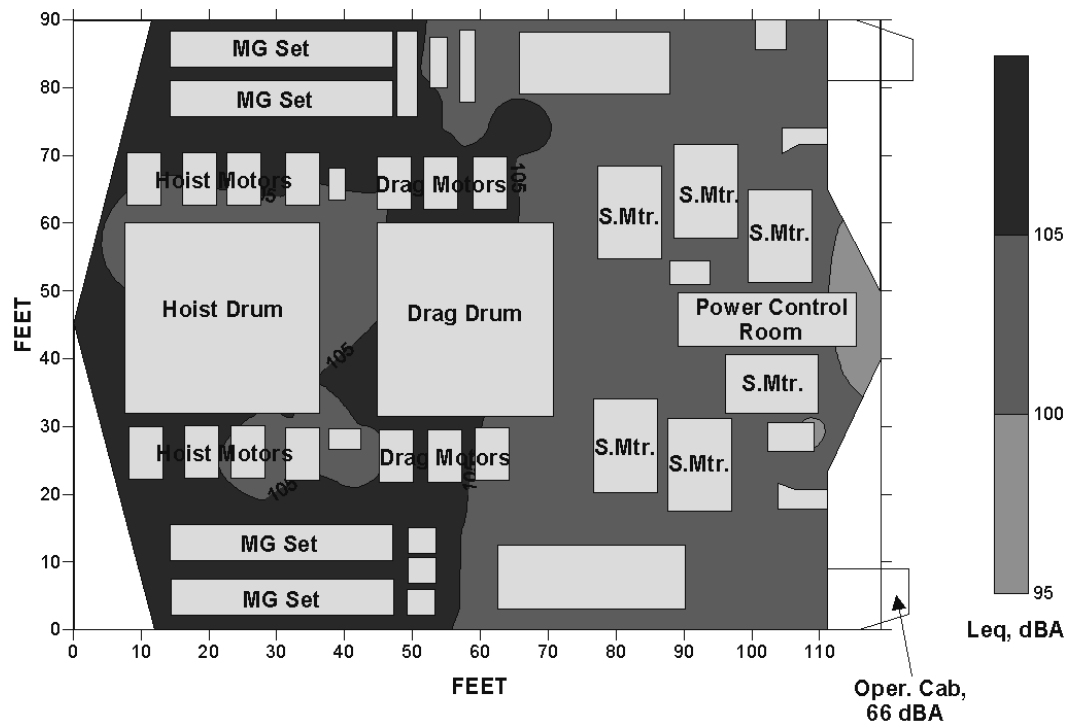 90
80
70
60
50
40
30
20
10
0
FEET
0
10
20
30
40
50
60
70
80
90
100
110
FEET
MG Set
MG Set
Hoist Motors
Drag Motors
105
105
S.Mtr.
S.Mtr.
S.Mtr.
Hoist Drum
Drag Drum
Power Control
Room
105
S.Mtr.
Hoist Motors
Drag Motors
S.Mtr.
S.Mtr.
105
105
MG Set
MG Set
105
100
95
Leq, dBA
Oper. Cab,
66 dBA